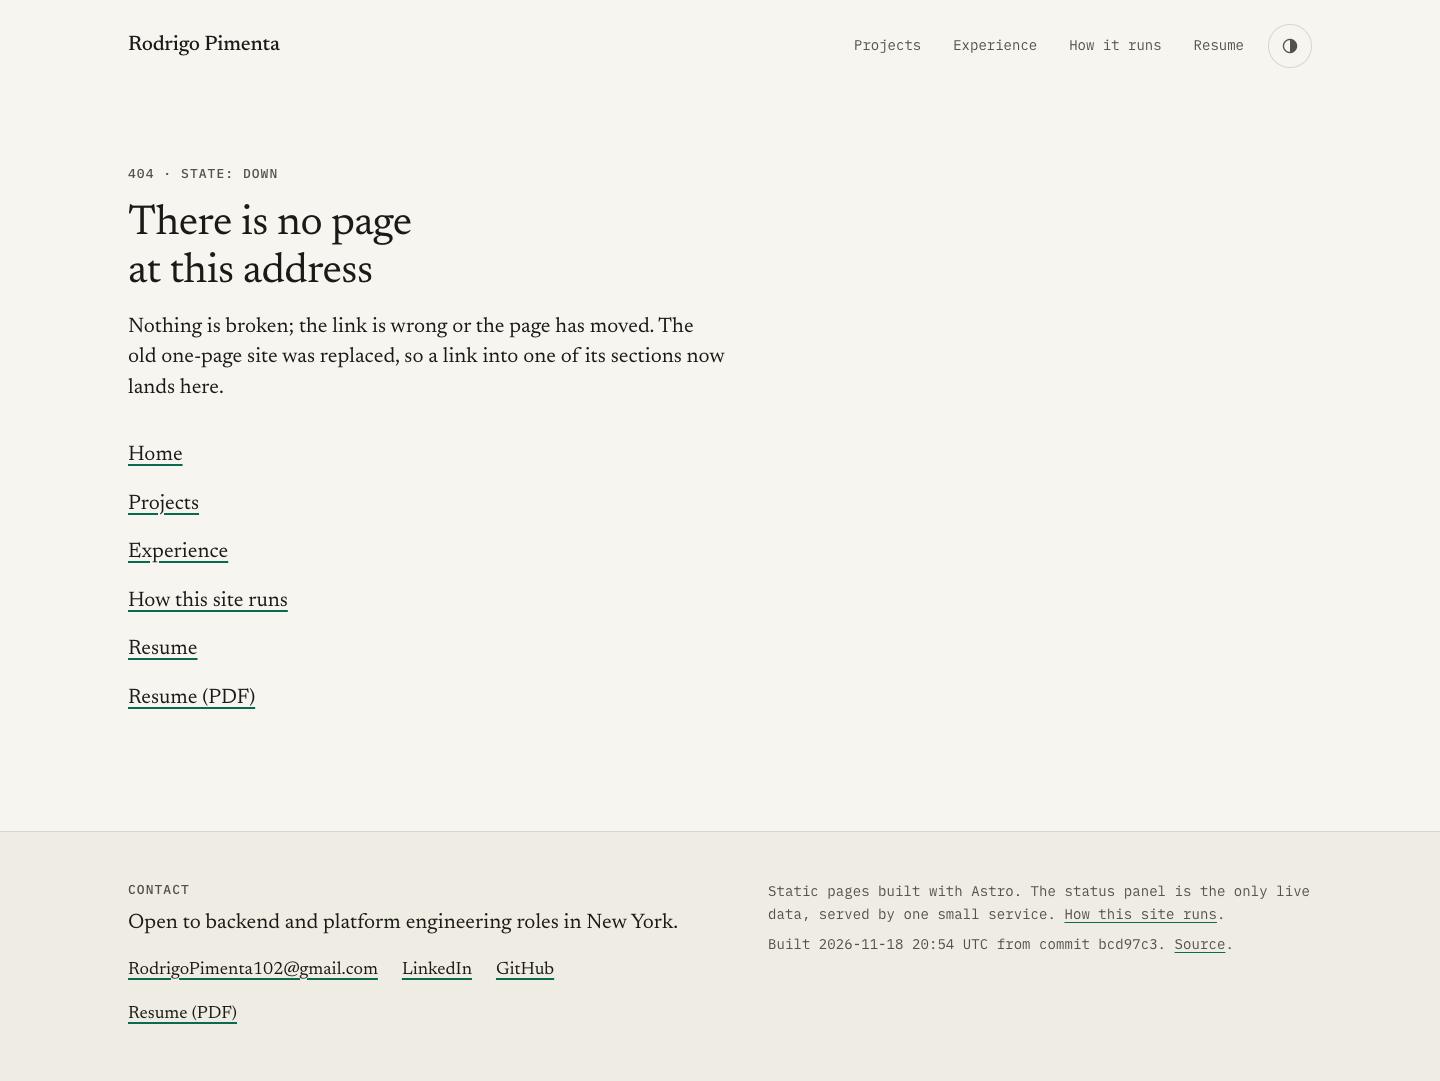 Rodrigo Pimenta
Projects
Experience
How it runs
Resume
404 · STATE: DOWN
There is no page
at this address
Nothing is broken; the link is wrong or the page has moved. The
old one-page site was replaced, so a link into one of its sections now
lands here.
Home
Projects
Experience
How this site runs
Resume
Resume (PDF)
CONTACT
Open to backend and platform engineering roles in New York.
RodrigoPimenta102@gmail.com LinkedIn GitHub
Resume (PDF)
Static pages built with Astro. The status panel is the only live
data, served by one small service. How this site runs.
Built 2026-11-18 20:54 UTC from commit bcd97c3. Source.